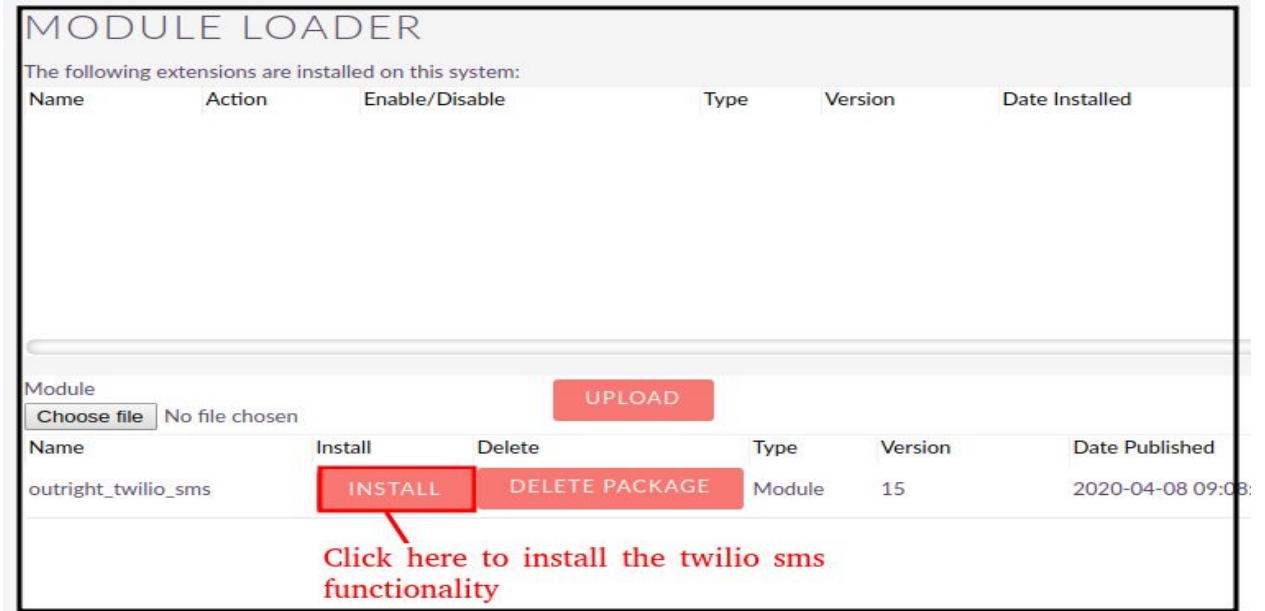 MODULE LOADER
The following extensions are installed on this system:
Name Action Enable/Disable Type Version Date Installed
Module
UPLOAD
Choose file No file chosen
Name Install Delete Type Version Date Published
outright_twilio_sms INSTALL DELETE PACKAGE Module 15 2020-04-08 09:08:
Click here to install the twilio sms
functionality